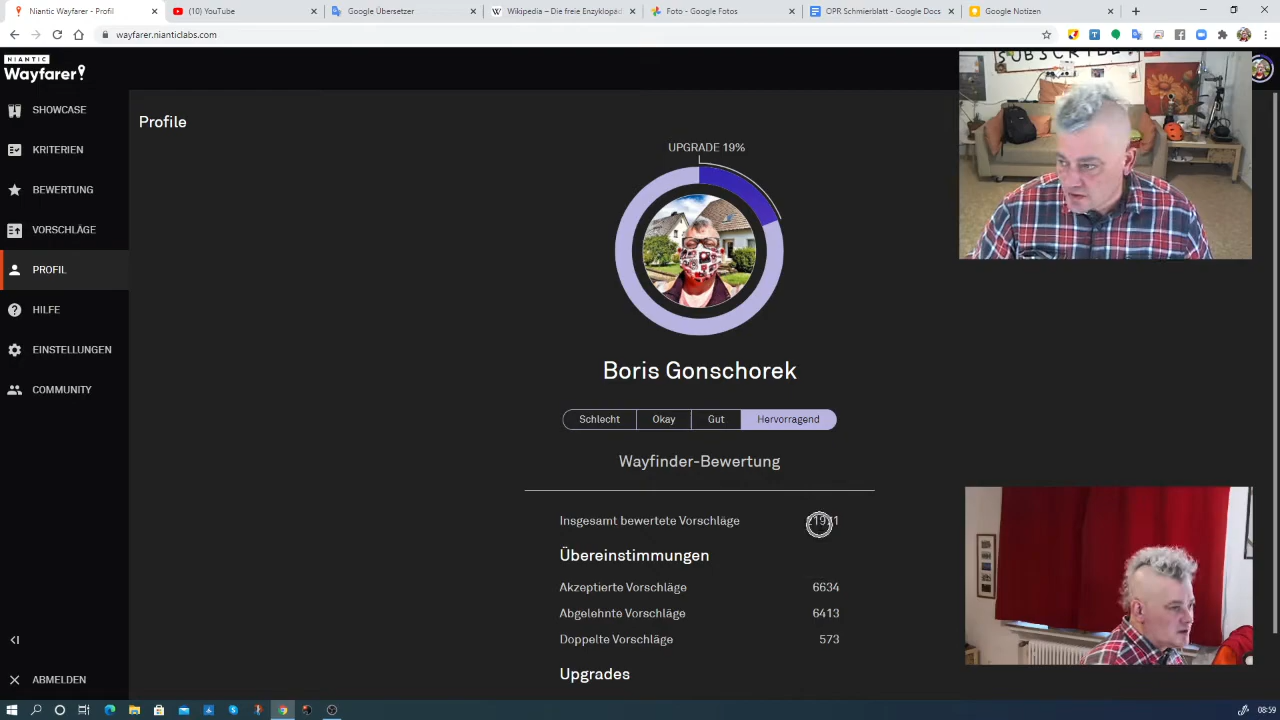 Niantic Wayfarer - Profil
(10) YouTube
Google Übersetzer
Wikipedia – Die freie Enzyklopäd
Foto - Google Fotos
OPR Schmierblatt - Google Docs
Google Notizen
wayfarer.nianticlabs.com
NIANTIC
Wayfarer
SUBSCRIBE
SHOWCASE
KRITERIEN
BEWERTUNG
VORSCHLÄGE
PROFIL
HILFE
EINSTELLUNGEN
COMMUNITY
ABMELDEN
Profile
UPGRADE 19%
Boris Gonschorek
Schlecht Okay Gut Hervorragend
Wayfinder-Bewertung
Insgesamt bewertete Vorschläge
Übereinstimmungen
Akzeptierte Vorschläge 6634
Abgelehnte Vorschläge 6413
Doppelte Vorschläge 573
Upgrades
08:59